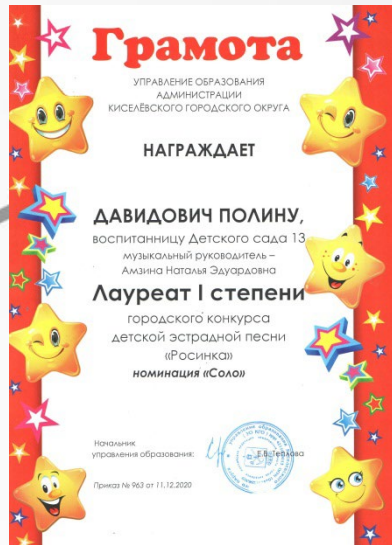 Грамота
УПРАВЛЕНИЕ ОБРАЗОВАНИЯ
АДМИНИСТРАЦИИ
КИСЕЛЁВСКОГО ГОРОДСКОГО ОКРУГА
НАГРАЖДАЕТ
ДАВИДОВИЧ ПОЛИНУ,
воспитанницу Детского сада 13
музыкальный руководитель –
Амзина Наталья Эдуардовна
Лауреат I степени
городского конкурса
детской эстрадной песни
«Росинка»
номинация «Соло»
Начальник
управления образования:
Е.В. Теплова
Приказ № 963 от 11.12.2020